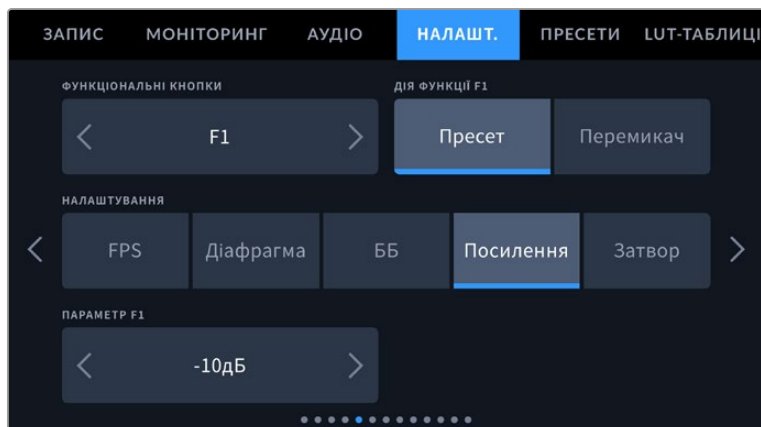 ЗАПИС МОНІТОРИНГ АУДІО НАЛАШТ. ПРЕСЕТИ LUT-ТАБЛИЦІ
ФУНКЦІОНАЛЬНІ КНОПКИ ДІЯ ФУНКЦІЇ F1
F1 Пресет Перемикач
НАЛАШТУВАННЯ
FPS Діафрагма ББ Посилення Затвор
ПАРАМЕТР F1
-10дБ